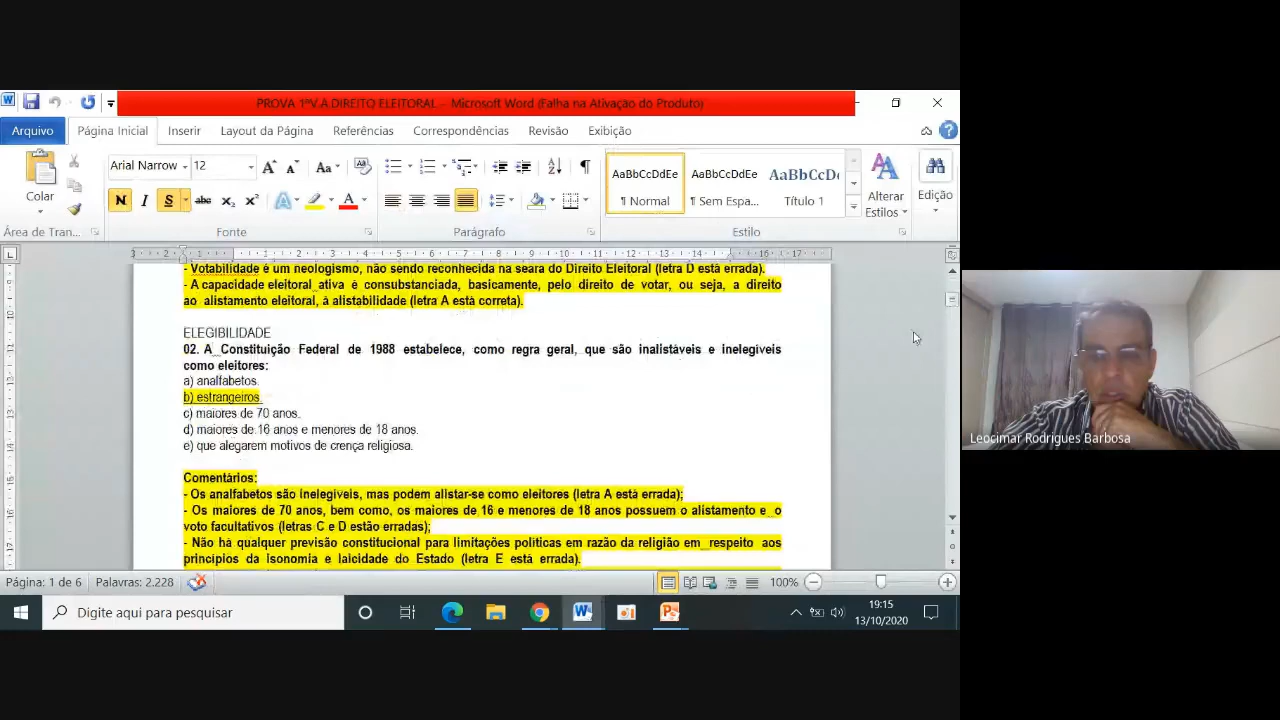 PROVA 1ªV.A.DIREITO ELEITORAL - Microsoft Word (Falha na Ativação do Produto)
Arquivo Página Inicial Inserir Layout da Página Referências Correspondências Revisão Exibição
Arial Narrow 12
AaBbCcDdEe AaBbCcDdEe AaBbCcDc
Colar
¶ Normal ¶ Sem Espa... Título 1
Alterar Estilos
Edição
Área de Tran... Fonte Parágrafo Estilo
- Votabilidade é um neologismo, não sendo reconhecida na seara do Direito Eleitoral (letra D está errada).
- A capacidade eleitoral ativa é consubstanciada, basicamente, pelo direito de votar, ou seja, a direito
ao alistamento eleitoral, à alistabilidade (letra A está correta).
ELEGIBILIDADE
02. A Constituição Federal de 1988 estabelece, como regra geral, que são inalistáveis e inelegíveis
como eleitores:
a) analfabetos.
b) estrangeiros.
c) maiores de 70 anos.
d) maiores de 16 anos e menores de 18 anos.
e) que alegarem motivos de crença religiosa.
Comentários:
- Os analfabetos são inelegíveis, mas podem alistar-se como eleitores (letra A está errada);
- Os maiores de 70 anos, bem como, os maiores de 16 e menores de 18 anos possuem o alistamento e o
voto facultativos (letras C e D estão erradas);
- Não há qualquer previsão constitucional para limitações políticas em razão da religião em respeito aos
princípios da isonomia e laicidade do Estado (letra E está errada).
Página: 1 de 6 Palavras: 2.228 100%
Digite aqui para pesquisar
19:15
13/10/2020
Leocimar Rodrigues Barbosa